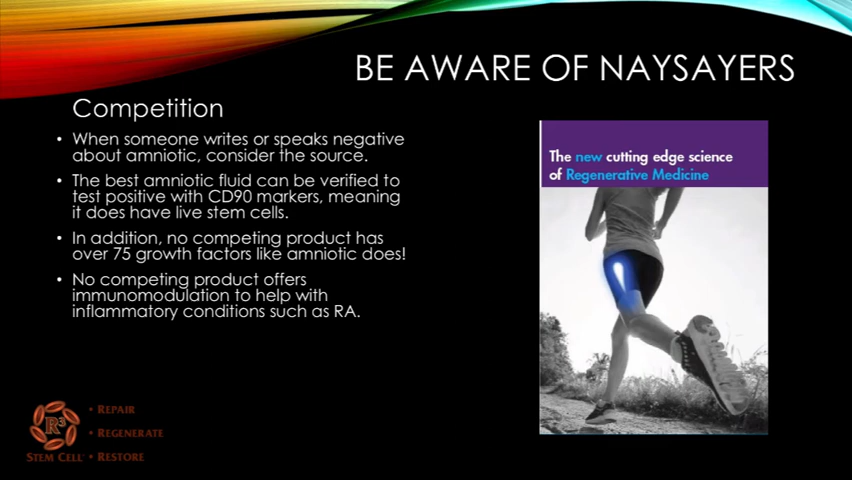 BE AWARE OF NAYSAYERS
Competition
• When someone writes or speaks negative
about amniotic, consider the source.
• The best amniotic fluid can be verified to
test positive with CD90 markers, meaning
it does have live stem cells.
• In addition, no competing product has
over 75 growth factors like amniotic does!
• No competing product offers
immunomodulation to help with
inflammatory conditions such as RA.
The new cutting edge science
of Regenerative Medicine
R³
STEM CELL
• REPAIR
• REGENERATE
• RESTORE